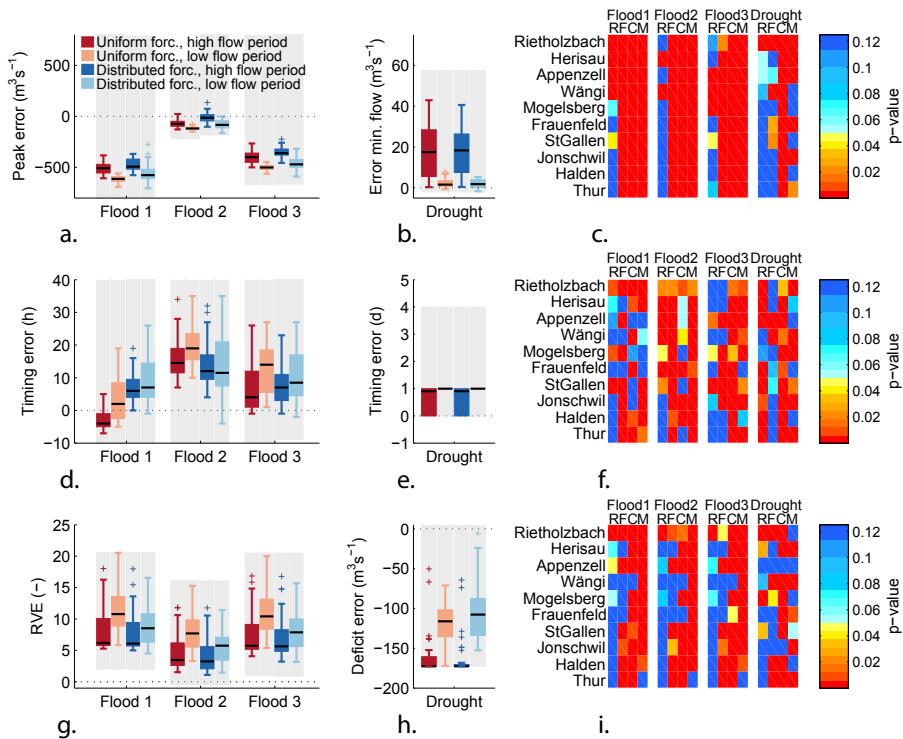 Uniform forc., high flow period
Uniform forc., low flow period
Distributed forc., high flow period
Distributed forc., low flow period
Peak error (m³s⁻¹)
500
0
−500
Flood 1 Flood 2 Flood 3
a.
Error min. flow (m³s⁻¹)
60
40
20
0
Drought
b.
Flood1 Flood2 Flood3 Drought
RFCM RFCM RFCM RFCM
Rietholzbach
Herisau
Appenzell
Wängi
Mogelsberg
Frauenfeld
StGallen
Jonschwil
Halden
Thur
0.12
0.10
0.08
0.06
0.04
0.02
p−value
c.
Timing error (h)
40
30
20
10
0
−10
Flood 1 Flood 2 Flood 3
d.
Timing error (d)
5
4
3
2
1
0
−1
Drought
e.
Flood1 Flood2 Flood3 Drought
RFCM RFCM RFCM RFCM
Rietholzbach
Herisau
Appenzell
Wängi
Mogelsberg
Frauenfeld
StGallen
Jonschwil
Halden
Thur
0.12
0.10
0.08
0.06
0.04
0.02
p−value
f.
RVE (−)
25
20
15
10
5
0
Flood 1 Flood 2 Flood 3
g.
Deficit error (m³s⁻¹)
0
−50
−100
−150
−200
Drought
h.
Flood1 Flood2 Flood3 Drought
RFCM RFCM RFCM RFCM
Rietholzbach
Herisau
Appenzell
Wängi
Mogelsberg
Frauenfeld
StGallen
Jonschwil
Halden
Thur
0.12
0.10
0.08
0.06
0.04
0.02
p−value
i.